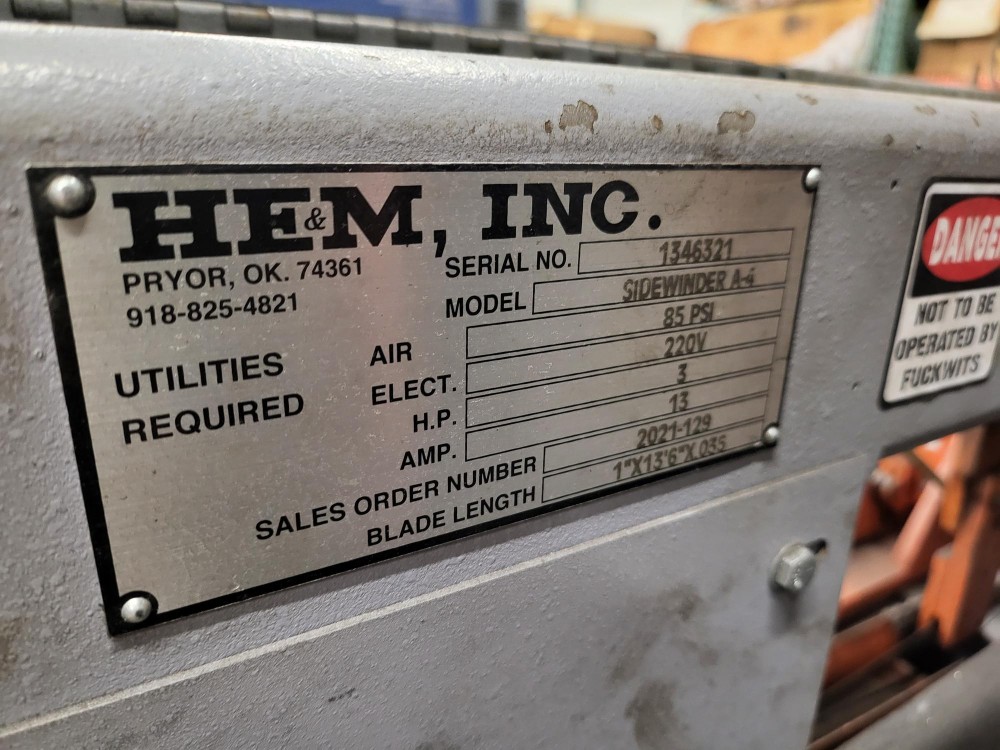 HE&M, INC.
PRYOR, OK. 74361
918-825-4821
SERIAL NO. 1346321
MODEL SIDEWINDER A-4
UTILITIES
REQUIRED
AIR 85 PSI
ELECT. 220V
H.P. 3
AMP. 13
SALES ORDER NUMBER 2021-129
BLADE LENGTH 1"X13'6"X.035
DANGE
NOT TO BE
OPERATED BY
FUCKWITS